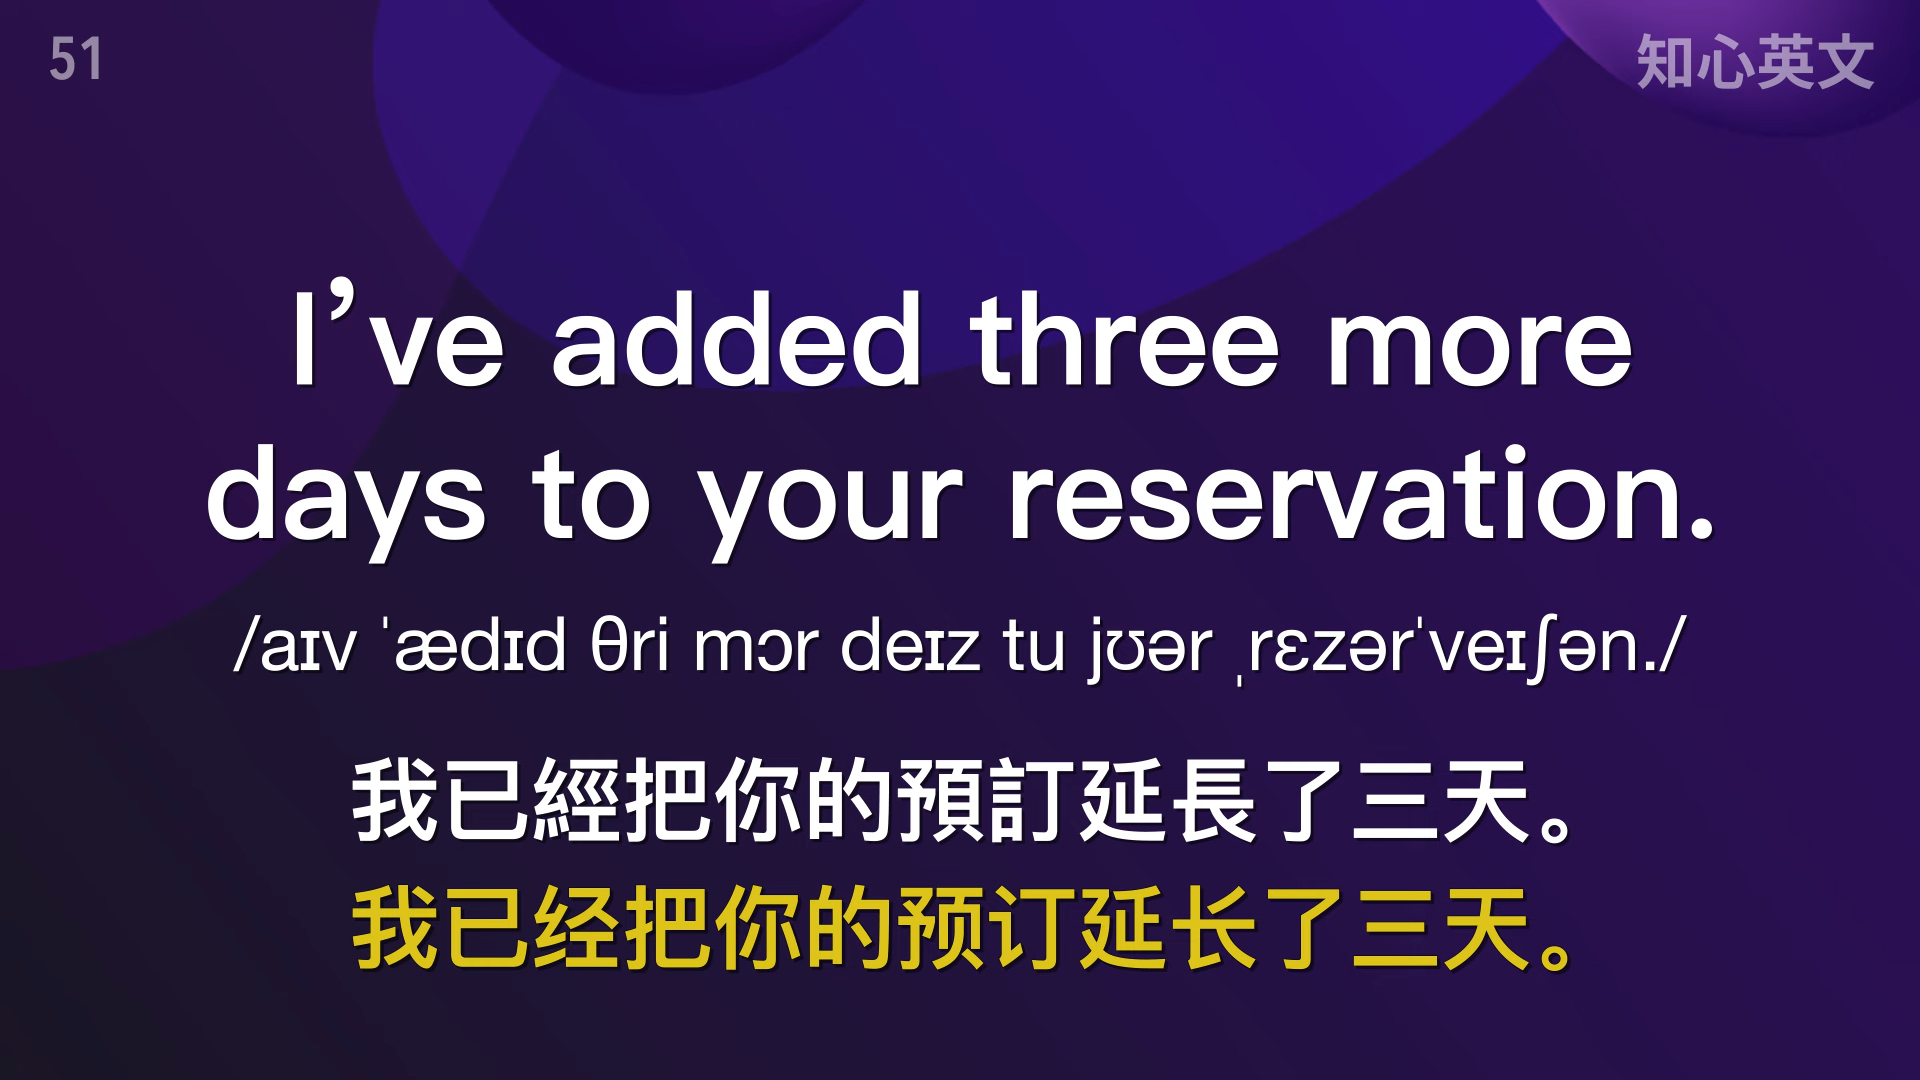 51
知心英文
I’ve added three more
days to your reservation.
/aɪv ˈædɪd θri mɔr deɪz tu jʊər ˌrɛzərˈveɪʃən./
我已經把你的預訂延長了三天。
我已经把你的预订延长了三天。